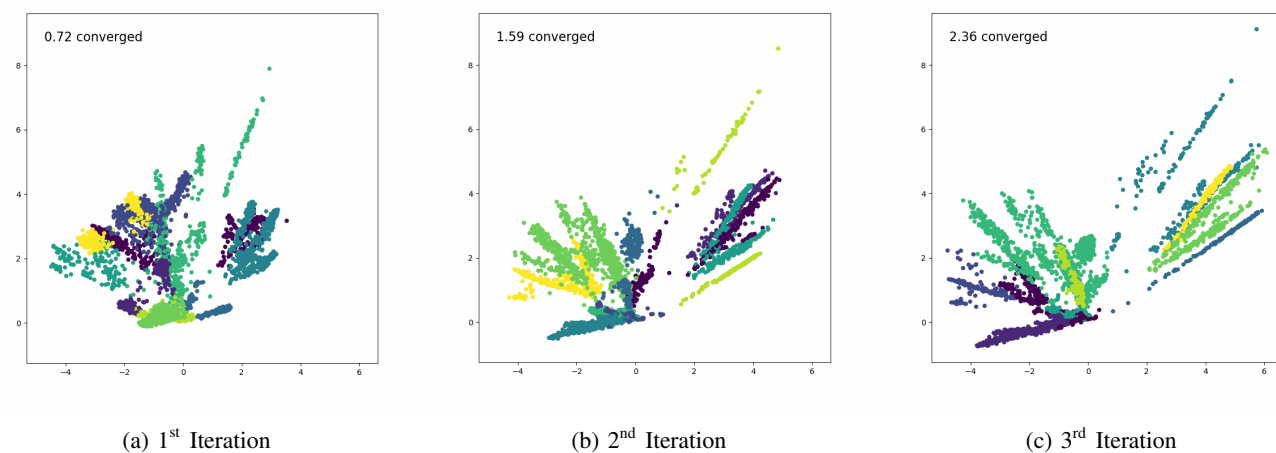 0.72 converged
8
6
4
2
0
−4 −2 0 2 4 6
1.59 converged
8
6
4
2
0
−4 −2 0 2 4 6
2.36 converged
8
6
4
2
0
−4 −2 0 2 4 6
(a) 1st Iteration
(b) 2nd Iteration
(c) 3rd Iteration